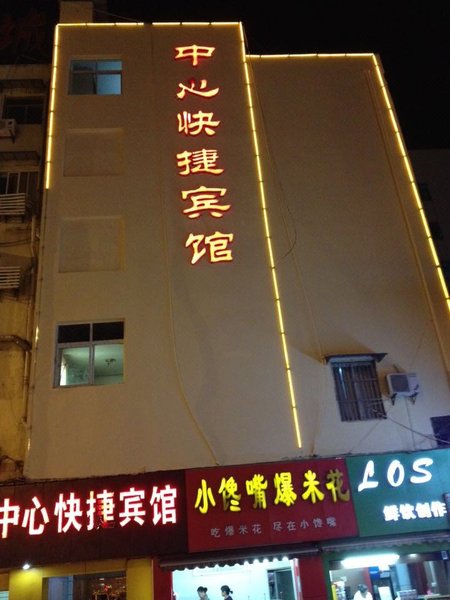 中心快捷宾馆
中心快捷宾馆
小馋嘴爆米花
吃爆米花 尽在小馋嘴
LOS
鲜饮制作